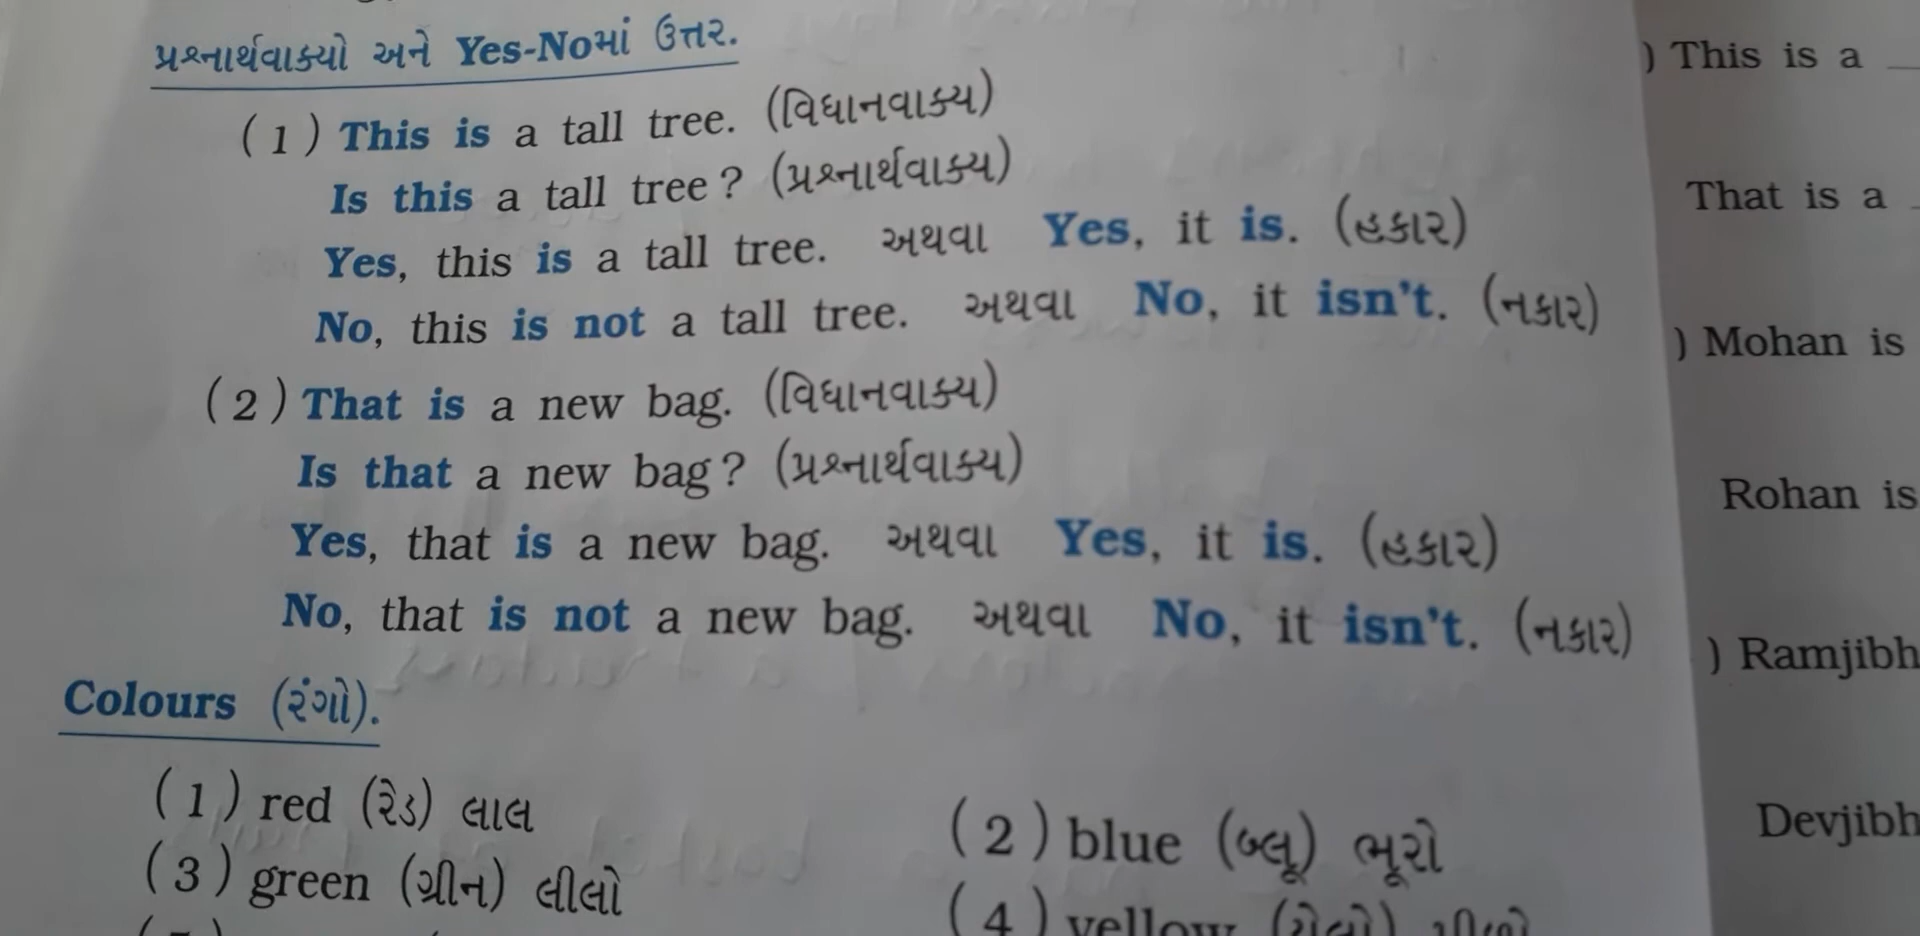 પ્રશ્નાર્થવાક્યો અને Yes-Noમાં ઉત્તર.
(1) This is a tall tree. (વિધાનવાક્ય)
Is this a tall tree? (પ્રશ્નાર્થવાક્ય)
Yes, this is a tall tree. અથવા Yes, it is. (હકાર)
No, this is not a tall tree. અથવા No, it isn't. (નકાર)
(2) That is a new bag. (વિધાનવાક્ય)
Is that a new bag? (પ્રશ્નાર્થવાક્ય)
Yes, that is a new bag. અથવા Yes, it is. (હકાર)
No, that is not a new bag. અથવા No, it isn't. (નકાર)
Colours (રંગો).
(1) red (રેડ) લાલ
(2) blue (બ્લૂ) ભૂરો
(3) green (ગ્રીન) લીલો
(4) yellow
) This is a
That is a
) Mohan is
Rohan is
) Ramjibh
Devjibh